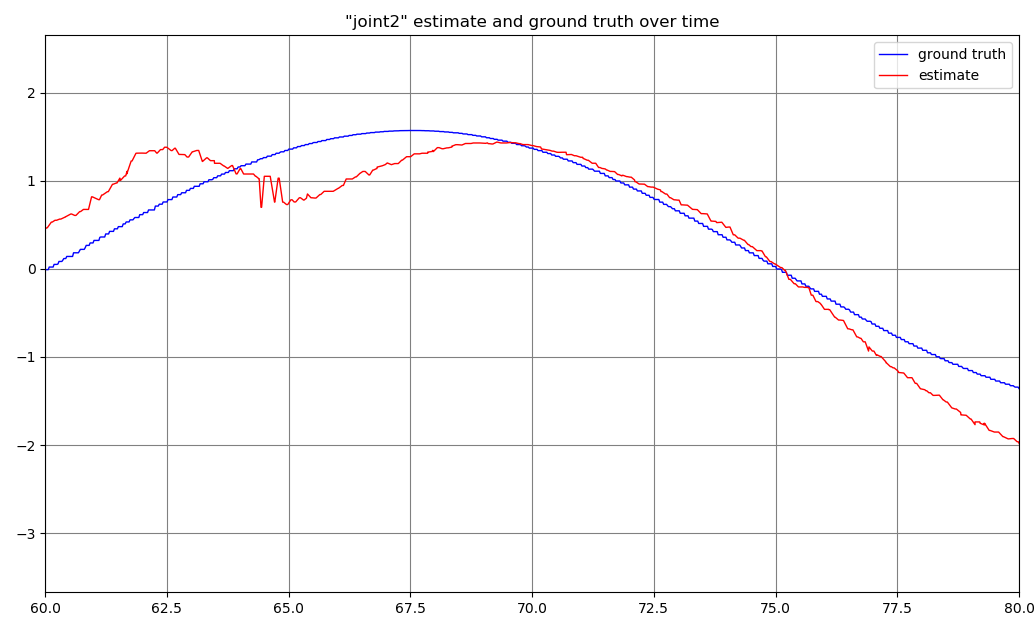 "joint2" estimate and ground truth over time
ground truth
estimate
2
1
0
−1
−2
−3
60.0 62.5 65.0 67.5 70.0 72.5 75.0 77.5 80.0